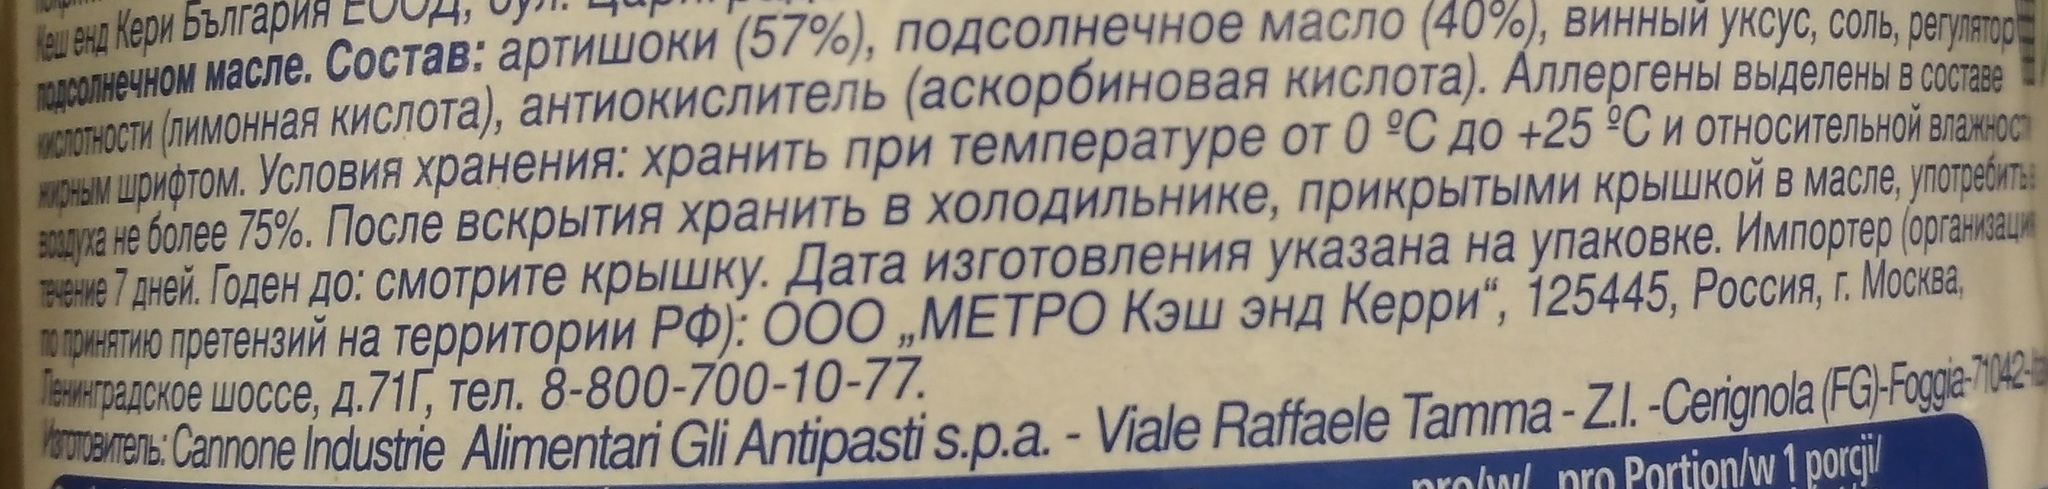 Кеш енд Кери България ЕООД, бул.
подсолнечном масле. Состав: артишоки (57%), подсолнечное масло (40%), винный уксус, соль, регулятор
кислотности (лимонная кислота), антиокислитель (аскорбиновая кислота). Аллергены выделены в составе
жирным шрифтом. Условия хранения: хранить при температуре от 0 ºC до +25 ºC и относительной влажности
воздуха не более 75%. После вскрытия хранить в холодильнике, прикрытыми крышкой в масле, употребить в
течение 7 дней. Годен до: смотрите крышку. Дата изготовления указана на упаковке. Импортер (организация
по принятию претензий на территории РФ): ООО „МЕТРО Кэш энд Керри“, 125445, Россия, г. Москва,
Ленинградское шоссе, д.71Г, тел. 8-800-700-10-77.
Изготовитель: Cannone Industrie Alimentari Gli Antipasti s.p.a. - Viale Raffaele Tamma - Z.I. -Cerignola (FG)-Foggia-71042-
pro/w/ pro Portion/w 1 porcji/